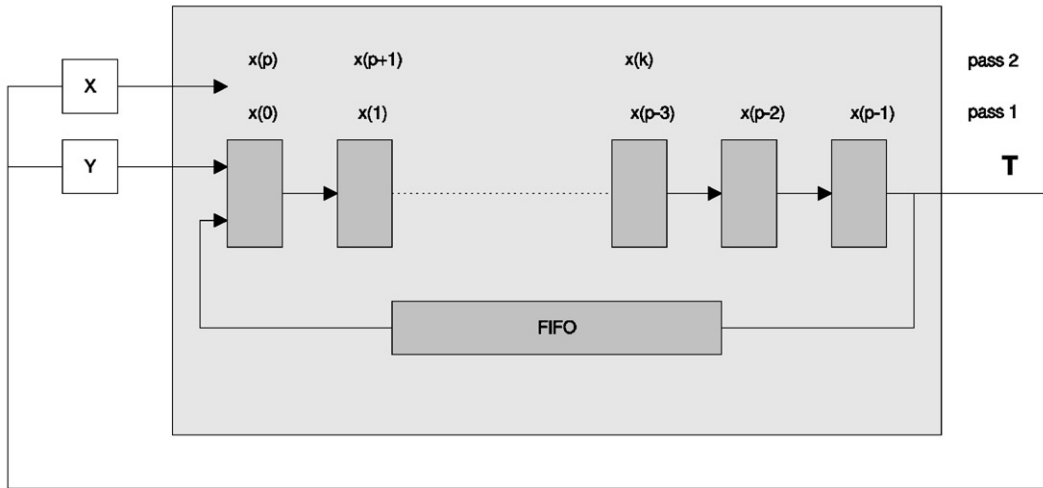 x(p) x(p+1) x(k) pass 2
X
x(0) x(1) x(p-3) x(p-2) x(p-1) pass 1
Y T
FIFO